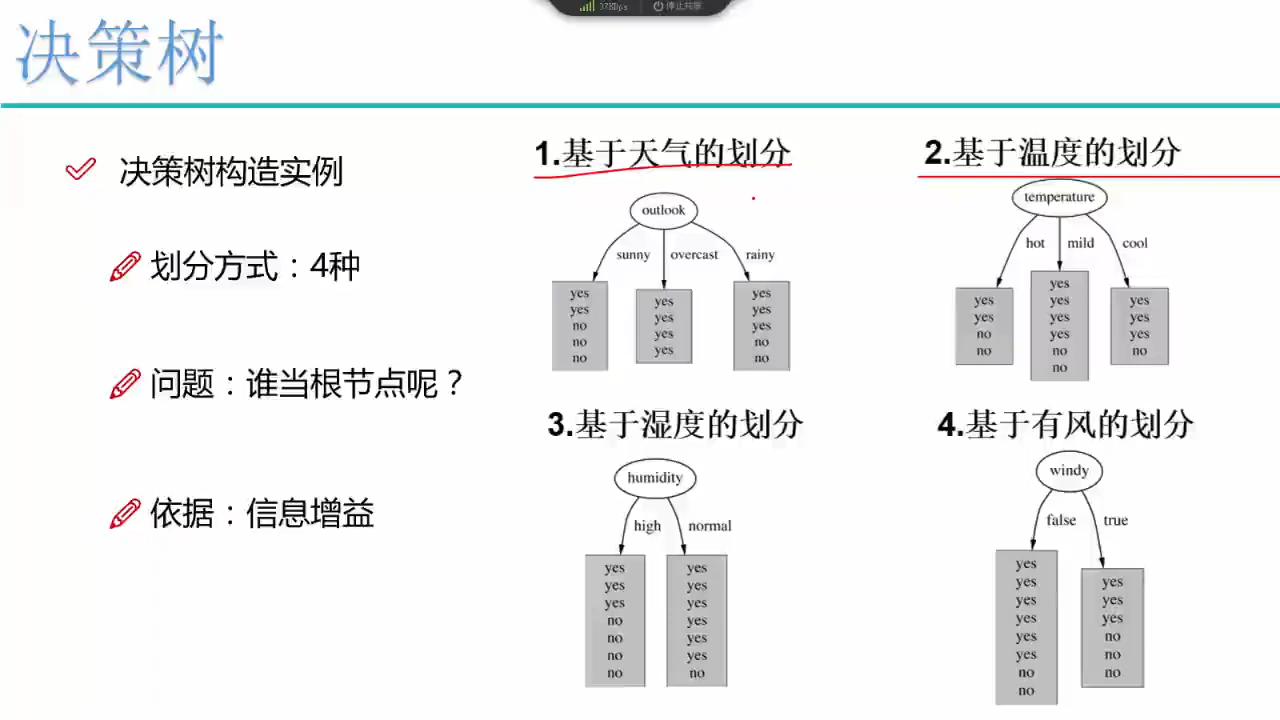 37KBps 停止共享
决策树
决策树构造实例
划分方式：4种
问题：谁当根节点呢？
依据：信息增益
1.基于天气的划分
outlook
sunny overcast rainy
yes
yes
no
no
no
yes
yes
yes
yes
yes
yes
yes
no
no
2.基于温度的划分
temperature
hot mild cool
yes
yes
no
no
yes
yes
yes
yes
no
no
yes
yes
yes
no
3.基于湿度的划分
humidity
high normal
yes
yes
yes
no
no
no
no
yes
yes
yes
yes
yes
yes
no
4.基于有风的划分
windy
false true
yes
yes
yes
yes
yes
yes
no
no
yes
yes
yes
no
no
no